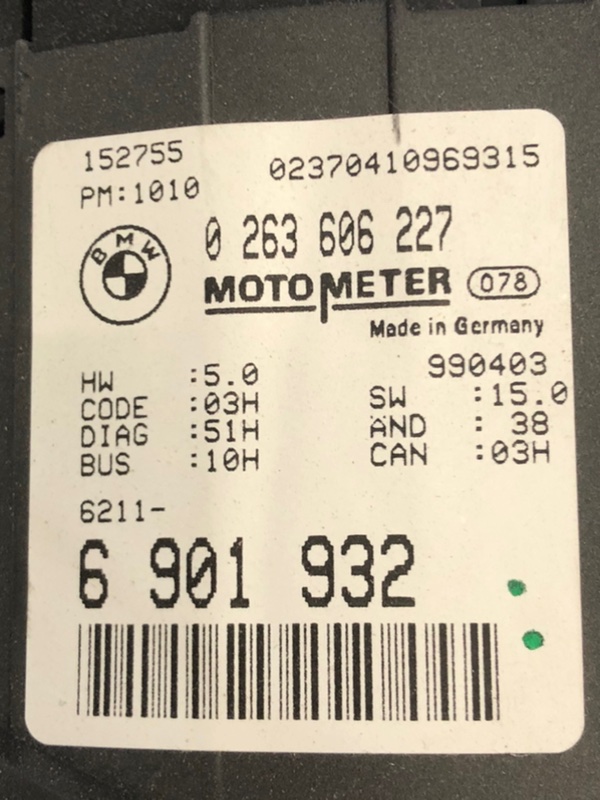 152755 02370410969315
PM:1010
BMW
0 263 606 227
MOTOMETER 078
Made in Germany
990403
HW :5.0 SW :15.0
CODE :03H AND : 38
DIAG :51H CAN :03H
BUS :10H
6211-
6 901 932